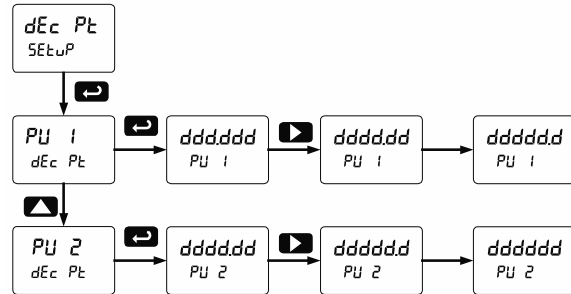 dEc Pt
SEtuP
PU 1
dEc Pt
ddd.ddd
PU 1
dddd.dd
PU 1
ddddd.d
PU 1
PU 2
dEc Pt
dddd.dd
PU 2
ddddd.d
PU 2
dddddd
PU 2